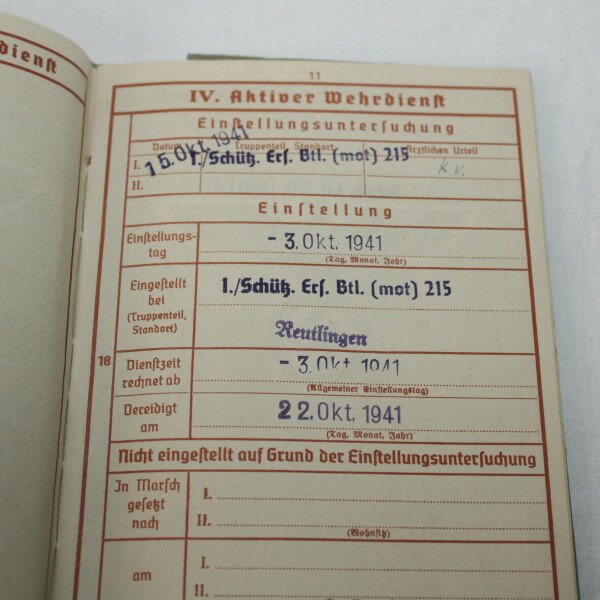 dienſt
11
IV. Aktiver Wehrdienſt
Einſtellungsunterſuchung
Datum Truppenteil, Standort Ärztliches Urteil
I. 15. Okt. 1941 1./Schütz. Erſ. Btl. (mot) 215 k.v.
II.
Einſtellung
Einſtellungs-
tag
- 3. Okt. 1941
(Tag, Monat, Jahr)
Eingeſtellt
bei
(Truppenteil,
Standort)
1./Schütz. Erſ. Btl. (mot) 215
Reutlingen
18
Dienſtzeit
rechnet ab
- 3. Okt 1941
(Allgemeiner Einſtellungstag)
Vereidigt
am
22. Okt. 1941
(Tag, Monat, Jahr)
Nicht eingeſtellt auf Grund der Einſtellungsunterſuchung
In Marſch
geſetzt
nach
I.
II.
(Wohnſitz)
am
I.
II.